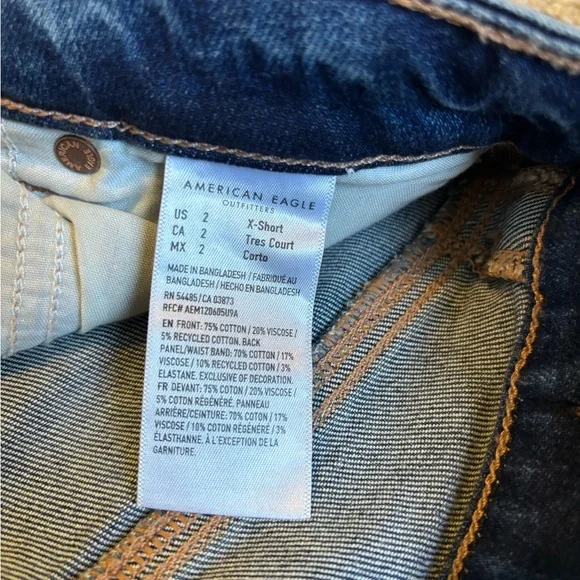 AMERICAN EAGLE
OUTFITTERS
US 2 X-Short
CA 2 Tres Court
MX 2 Corto
MADE IN BANGLADESH / FABRIQUÉ AU
BANGLADESH / HECHO EN BANGLADESH
RN 54485/CA 03873
RFC# AEM120605U9A
EN FRONT: 75% COTTON / 20% VISCOSE /
5% RECYCLED COTTON. BACK
PANEL/WAIST BAND: 70% COTTON / 17%
VISCOSE / 10% RECYCLED COTTON / 3%
ELASTANE. EXCLUSIVE OF DECORATION.
FR DEVANT: 75% COTON / 20% VISCOSE /
5% COTON RÉGÉNÉRÉ. PANNEAU
ARRIÈRE/CEINTURE: 70% COTON / 17%
VISCOSE / 10% COTON RÉGÉNÉRÉ / 3%
ÉLASTHANNE. À L'EXCEPTION DE LA
GARNITURE.
AMERICAN